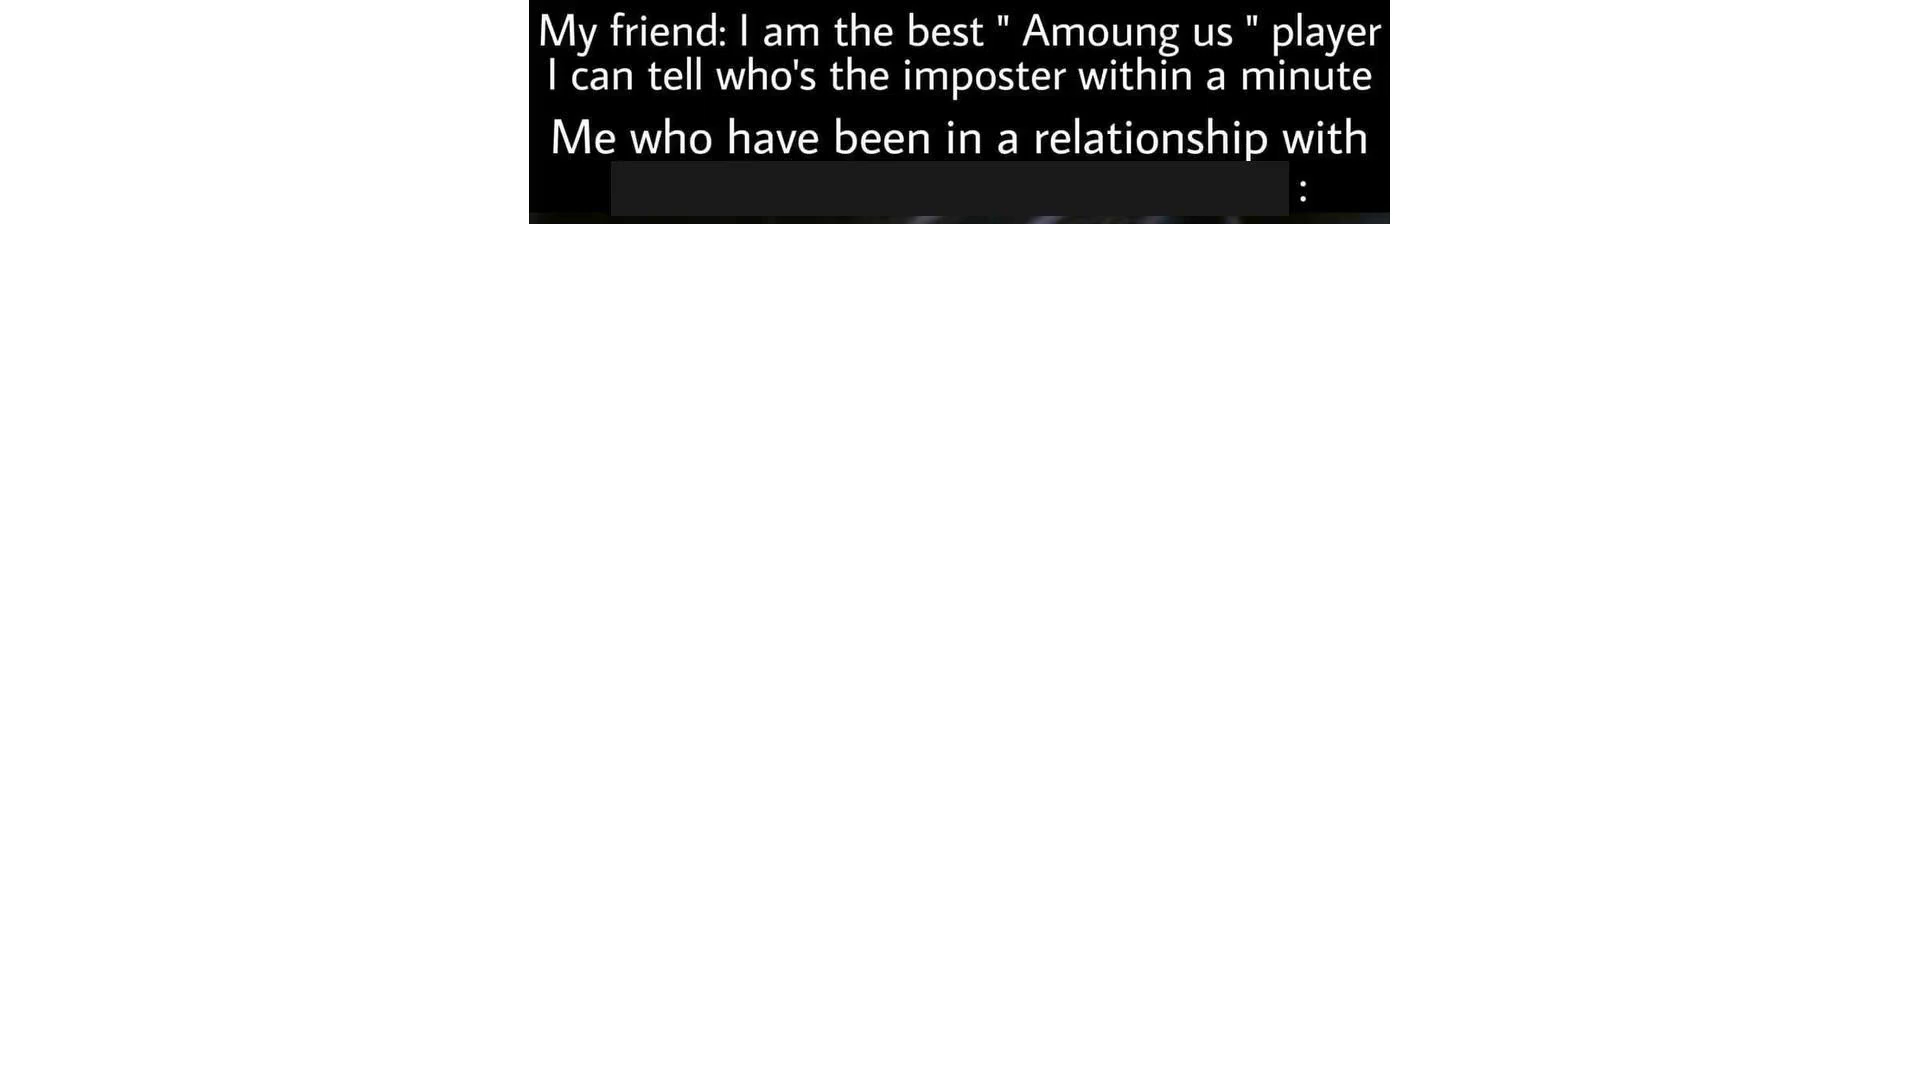 My friend: I am the best " Amoung us " player
I can tell who's the imposter within a minute
Me who have been in a relationship with
: